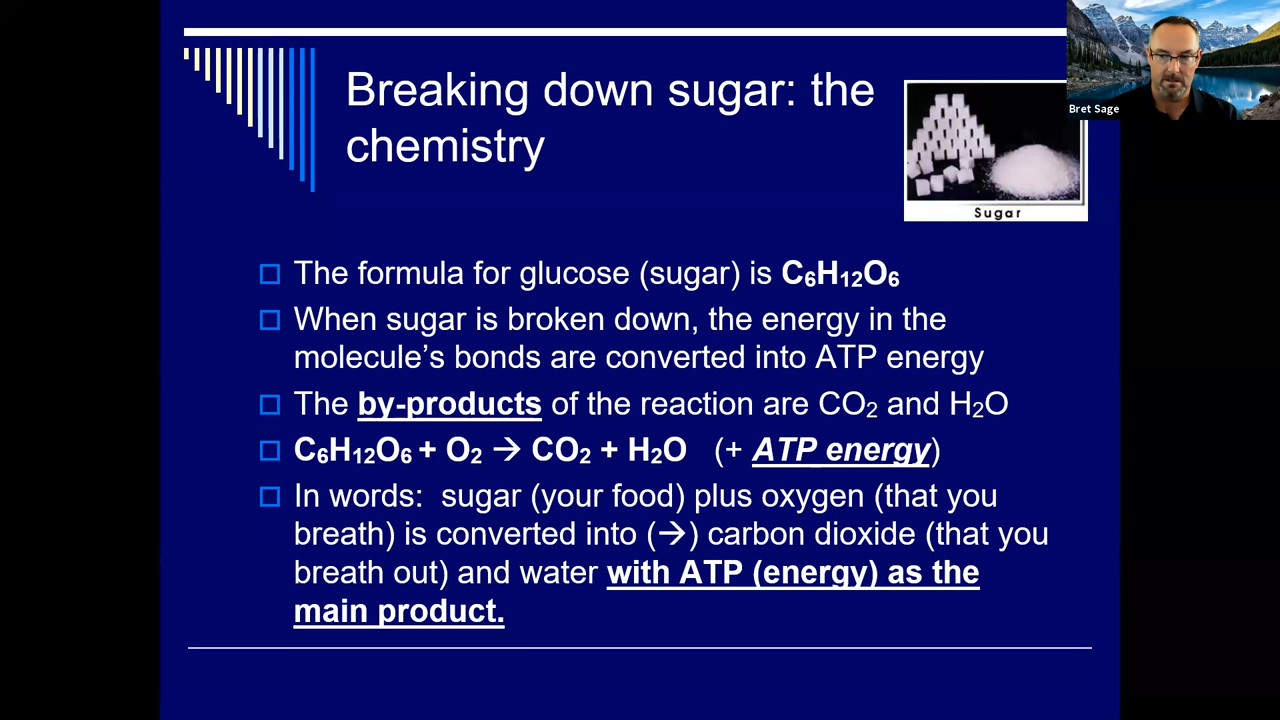 Breaking down sugar: the
chemistry
Bret Sage
Sugar
The formula for glucose (sugar) is C₆H₁₂O₆
When sugar is broken down, the energy in the
molecule’s bonds are converted into ATP energy
The by-products of the reaction are CO₂ and H₂O
C₆H₁₂O₆ + O₂ → CO₂ + H₂O (+ ATP energy)
In words: sugar (your food) plus oxygen (that you
breath) is converted into (→) carbon dioxide (that you
breath out) and water with ATP (energy) as the
main product.